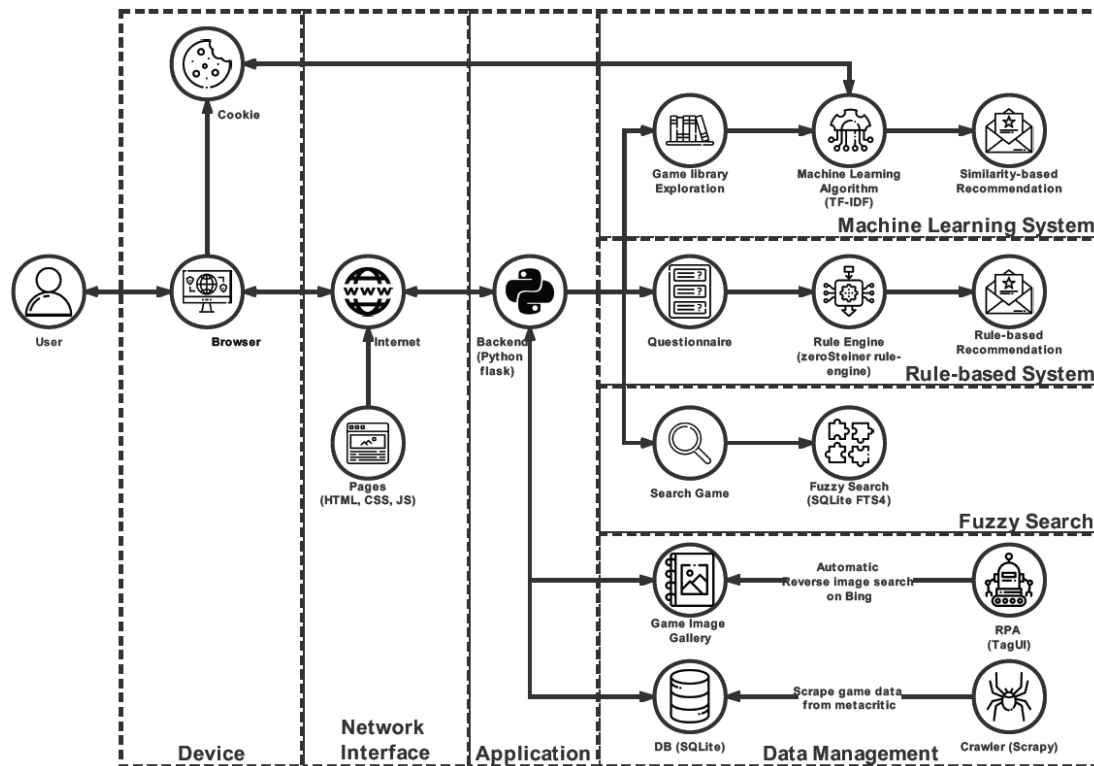 Cookie
Game library
Exploration
Machine Learning
Algorithm
(TF-IDF)
Similarity-based
Recommendation
Machine Learning System
User
Browser
WWW
Internet
Backend
(Python
flask)
Questionnaire
Rule Engine
(zeroSteiner rule-
engine)
Rule-based
Recommendation
Rule-based System
Pages
(HTML, CSS, JS)
Search Game
Fuzzy Search
(SQLite FTS4)
Fuzzy Search
Game Image
Gallery
Automatic
Reverse image search
on Bing
RPA
(TagUI)
DB (SQLite)
Scrape game data
from metacritic
Crawler (Scrapy)
Device
Network
Interface
Application
Data Management